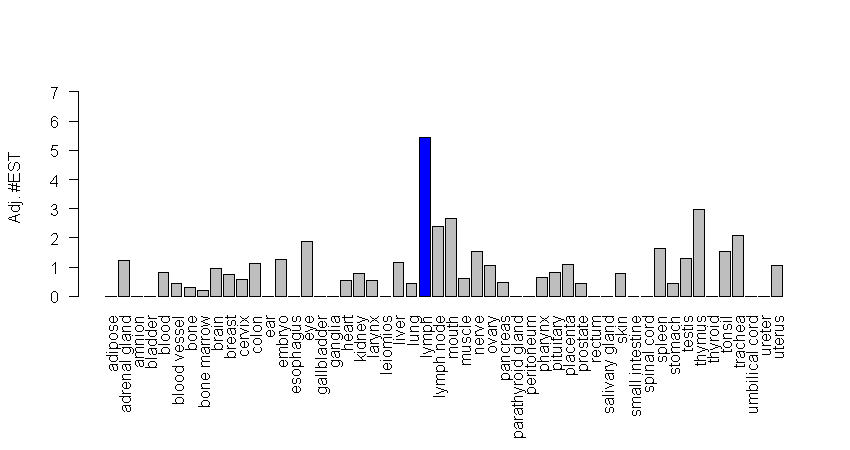 Adj. #EST
7
6
5
4
3
2
1
0
adipose
adrenal gland
amnion
bladder
blood
blood vessel
bone
bone marrow
brain
breast
cervix
colon
ear
embryo
esophagus
eye
gallbladder
ganglia
heart
kidney
larynx
leiomios
liver
lung
lymph
lymph node
mouth
muscle
nerve
ovary
pancreas
parathyroid gland
peritoneum
pharynx
pituitary
placenta
prostate
rectum
salivary gland
skin
small intestine
spinal cord
spleen
stomach
testis
thymus
thyroid
tonsil
trachea
umbilical cord
ureter
uterus